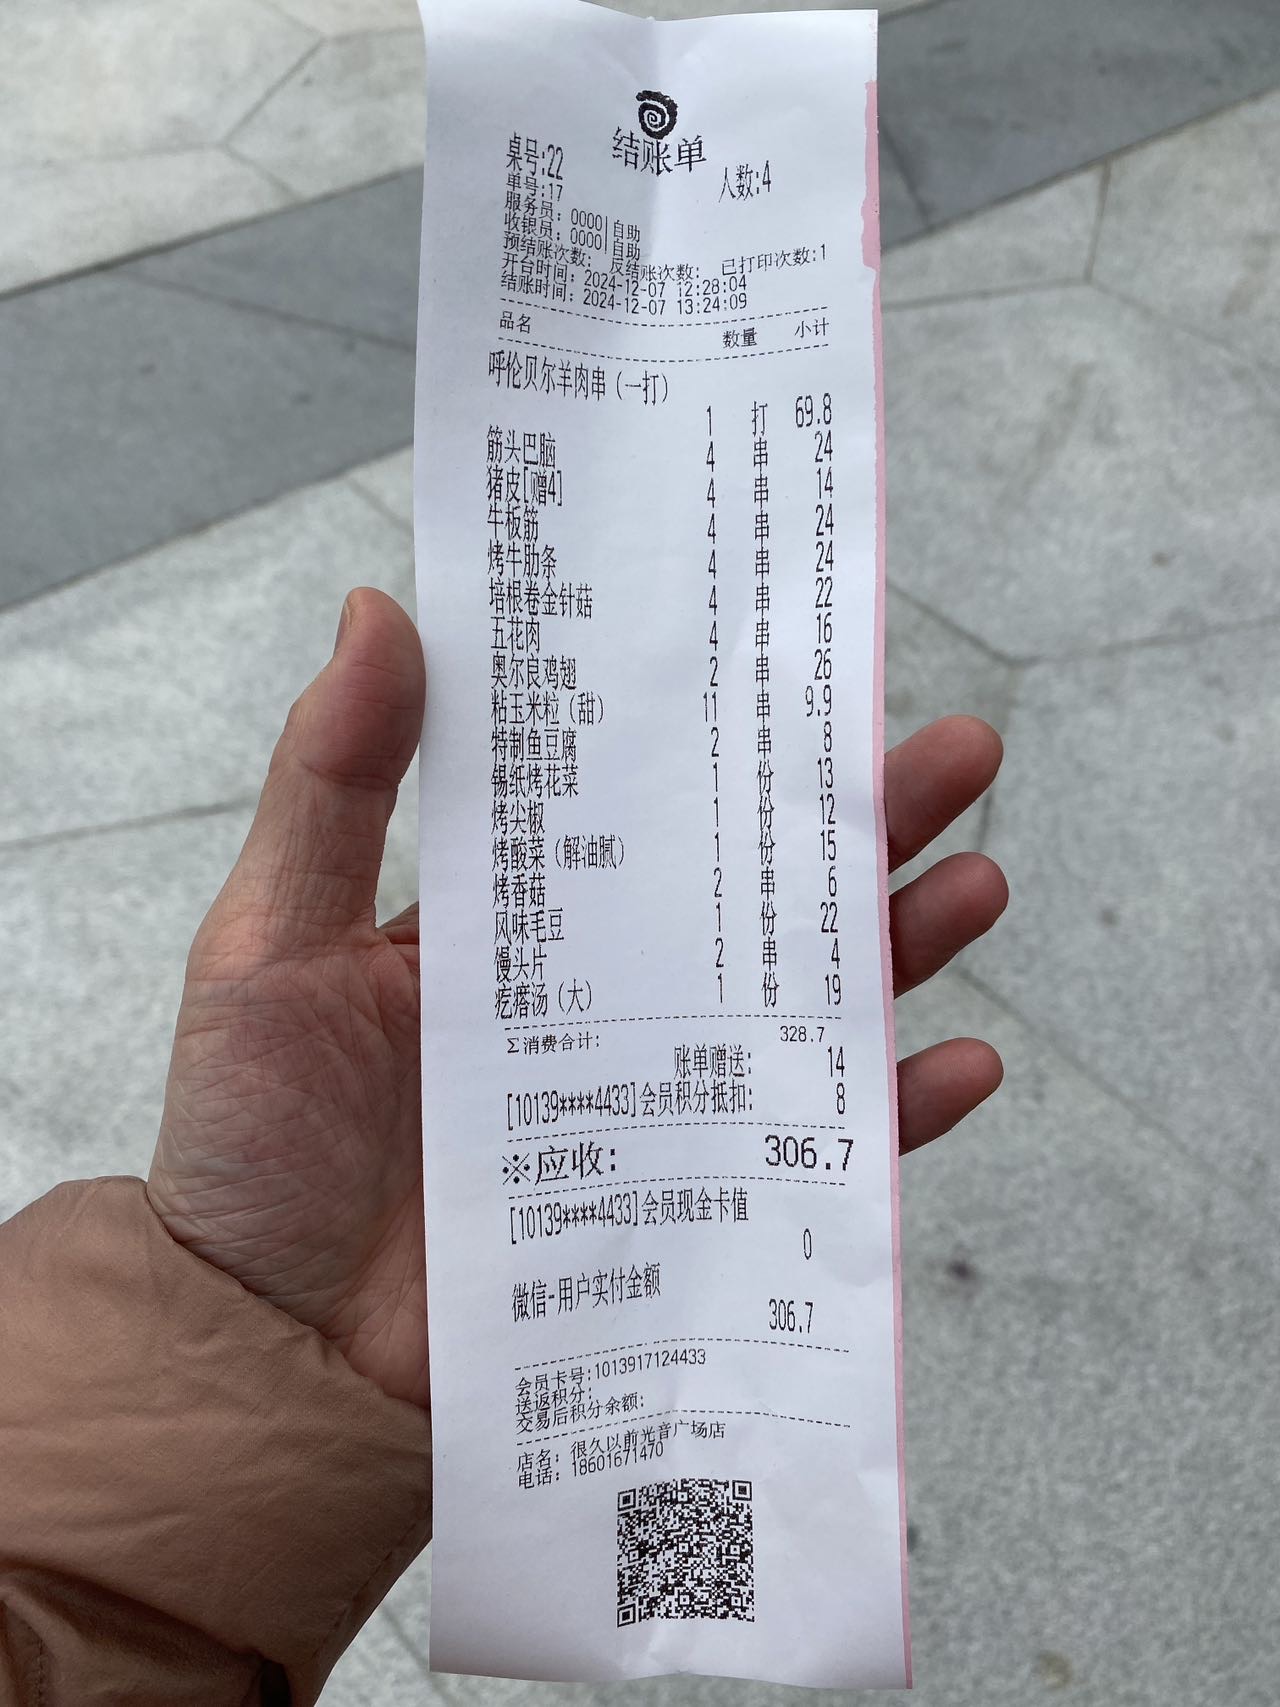 结账单
桌号:22 人数:4
单号:17
服务员: 0000|自助
收银员: 0000|自助
预结账次数: 反结账次数: 已打印次数:1
开台时间: 2024-12-07 12:28:04
结账时间: 2024-12-07 13:24:09
品名 数量 小计
呼伦贝尔羊肉串(一打)
1 打 69.8
筋头巴脑 4 串 24
猪皮[赠4] 4 串 14
牛板筋 4 串 24
烤牛肋条 4 串 24
培根卷金针菇 4 串 22
五花肉 4 串 16
奥尔良鸡翅 2 串 26
粘玉米粒(甜) 11 串 9.9
特制鱼豆腐 2 串 8
锡纸烤花菜 1 份 13
烤尖椒 1 份 12
烤酸菜(解油腻) 1 份 15
烤香菇 2 串 6
风味毛豆 1 份 22
馒头片 2 串 4
疙瘩汤(大) 1 份 19
Σ消费合计: 328.7
账单赠送: 14
[10139****4433]会员积分抵扣: 8
※应收: 306.7
[10139****4433]会员现金卡值
0
微信-用户实付金额
306.7
会员卡号:1013917124433
送返积分:
交易后积分余额:
店名: 很久以前光音广场店
电话: 18601671470